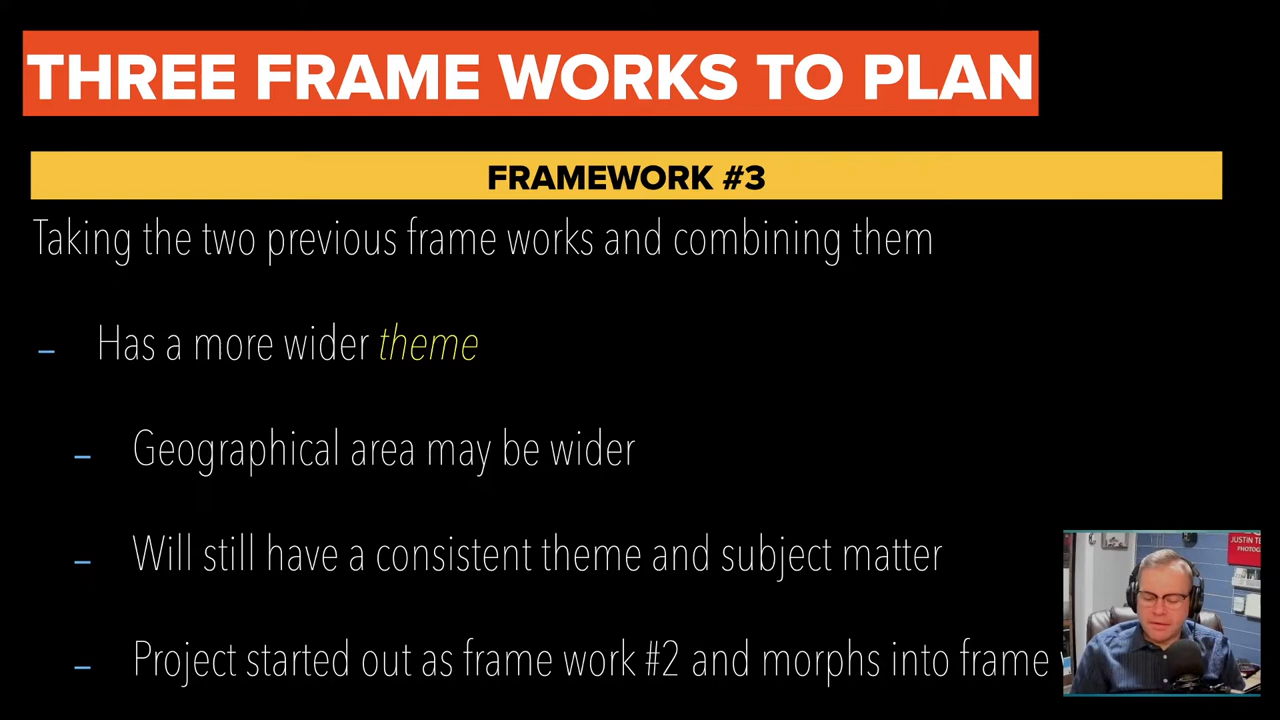 THREE FRAME WORKS TO PLAN
FRAMEWORK #3
Taking the two previous frame works and combining them
– Has a more wider theme
– Geographical area may be wider
– Will still have a consistent theme and subject matter
– Project started out as frame work #2 and morphs into frame
JUSTIN
PHOTOG